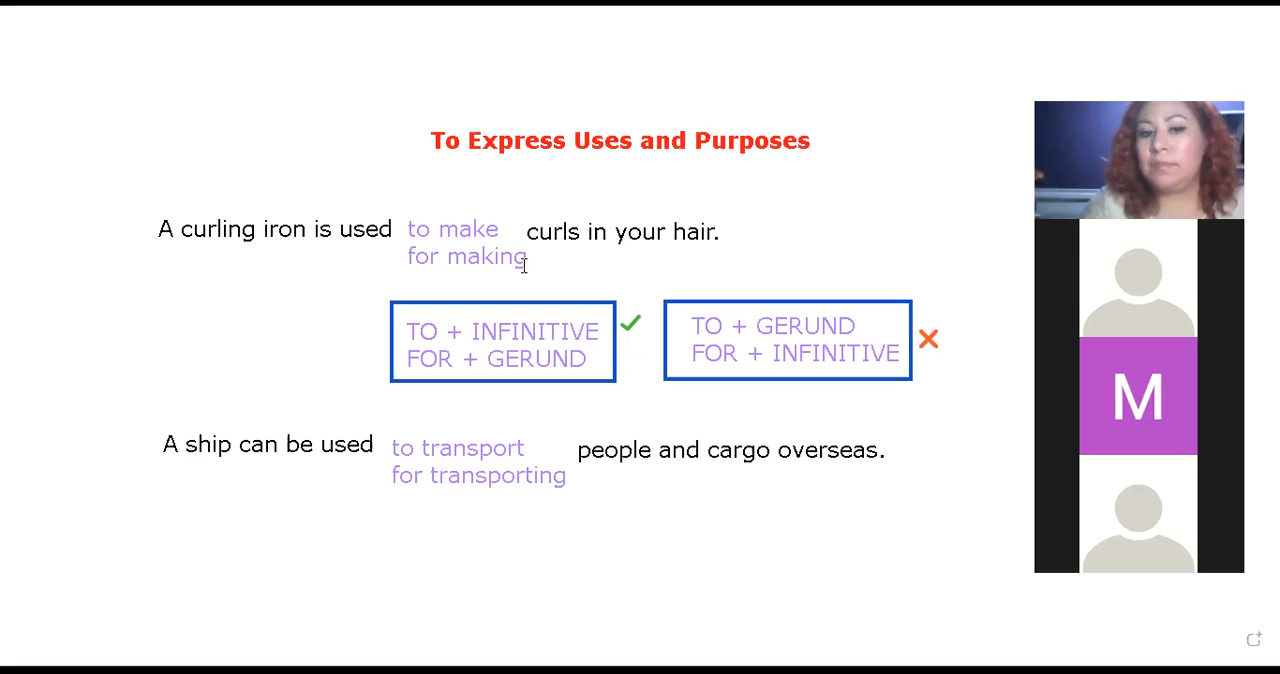 To Express Uses and Purposes
A curling iron is used to make curls in your hair.
for making
TO + INFINITIVE
FOR + GERUND
TO + GERUND
FOR + INFINITIVE
A ship can be used to transport people and cargo overseas.
for transporting
M